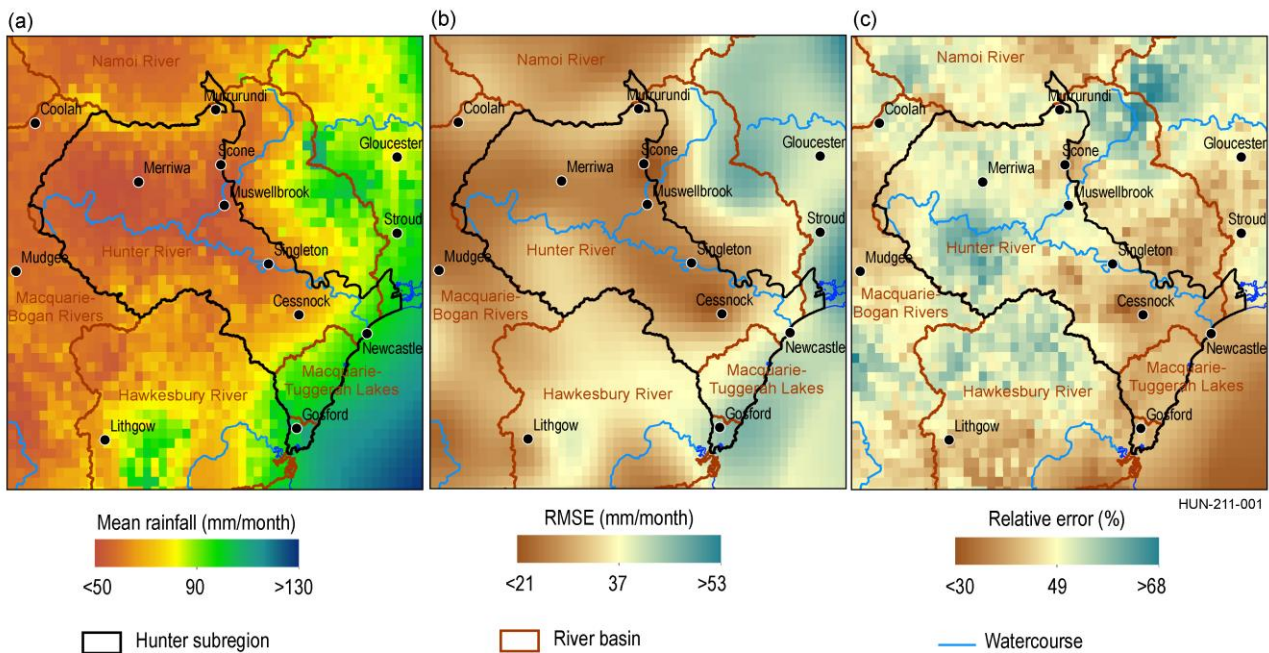 (a)
Namoi River
Murrurundi
Coolah
Gloucester
Scone
Merriwa
Muswellbrook
Stroud
Hunter River
Singleton
Mudgee
Macquarie-
Bogan Rivers
Cessnock
Newcastle
Macquarie-
Tuggerah Lakes
Hawkesbury River
Gosford
Lithgow
Mean rainfall (mm/month)
<50 90 >130
(b)
Namoi River
Murrurundi
Coolah
Gloucester
Scone
Merriwa
Muswellbrook
Stroud
Hunter River
Singleton
Mudgee
Macquarie-
Bogan Rivers
Cessnock
Newcastle
Macquarie-
Tuggerah Lakes
Hawkesbury River
Gosford
Lithgow
RMSE (mm/month)
<21 37 >53
(c)
Namoi River
Murrurundi
Coolah
Gloucester
Scone
Merriwa
Muswellbrook
Stroud
Hunter River
Singleton
Mudgee
Macquarie-
Bogan Rivers
Cessnock
Newcastle
Macquarie-
Tuggerah Lakes
Hawkesbury River
Gosford
Lithgow
HUN-211-001
Relative error (%)
<30 49 >68
Hunter subregion
River basin
Watercourse